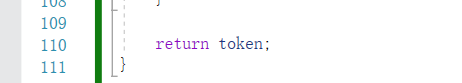 108 }
109
110 return token;
111 }